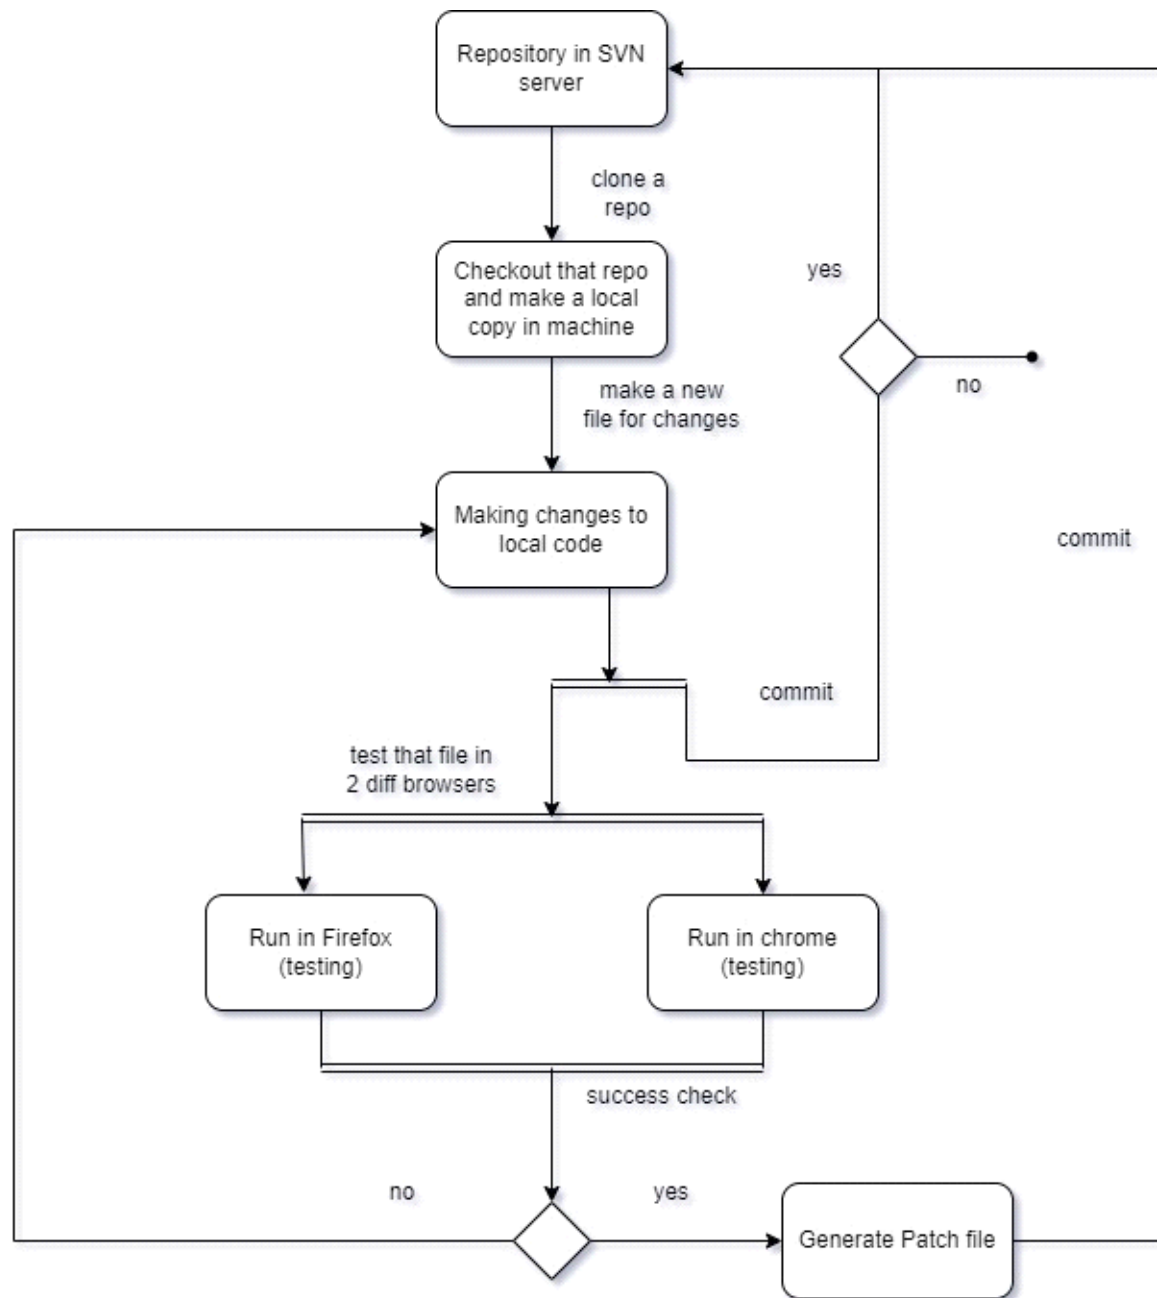 Repository in SVN
server
clone a
repo
Checkout that repo
and make a local
copy in machine
yes
no
make a new
file for changes
Making changes to
local code
commit
commit
test that file in
2 diff browsers
Run in Firefox
(testing)
Run in chrome
(testing)
success check
no
yes
Generate Patch file